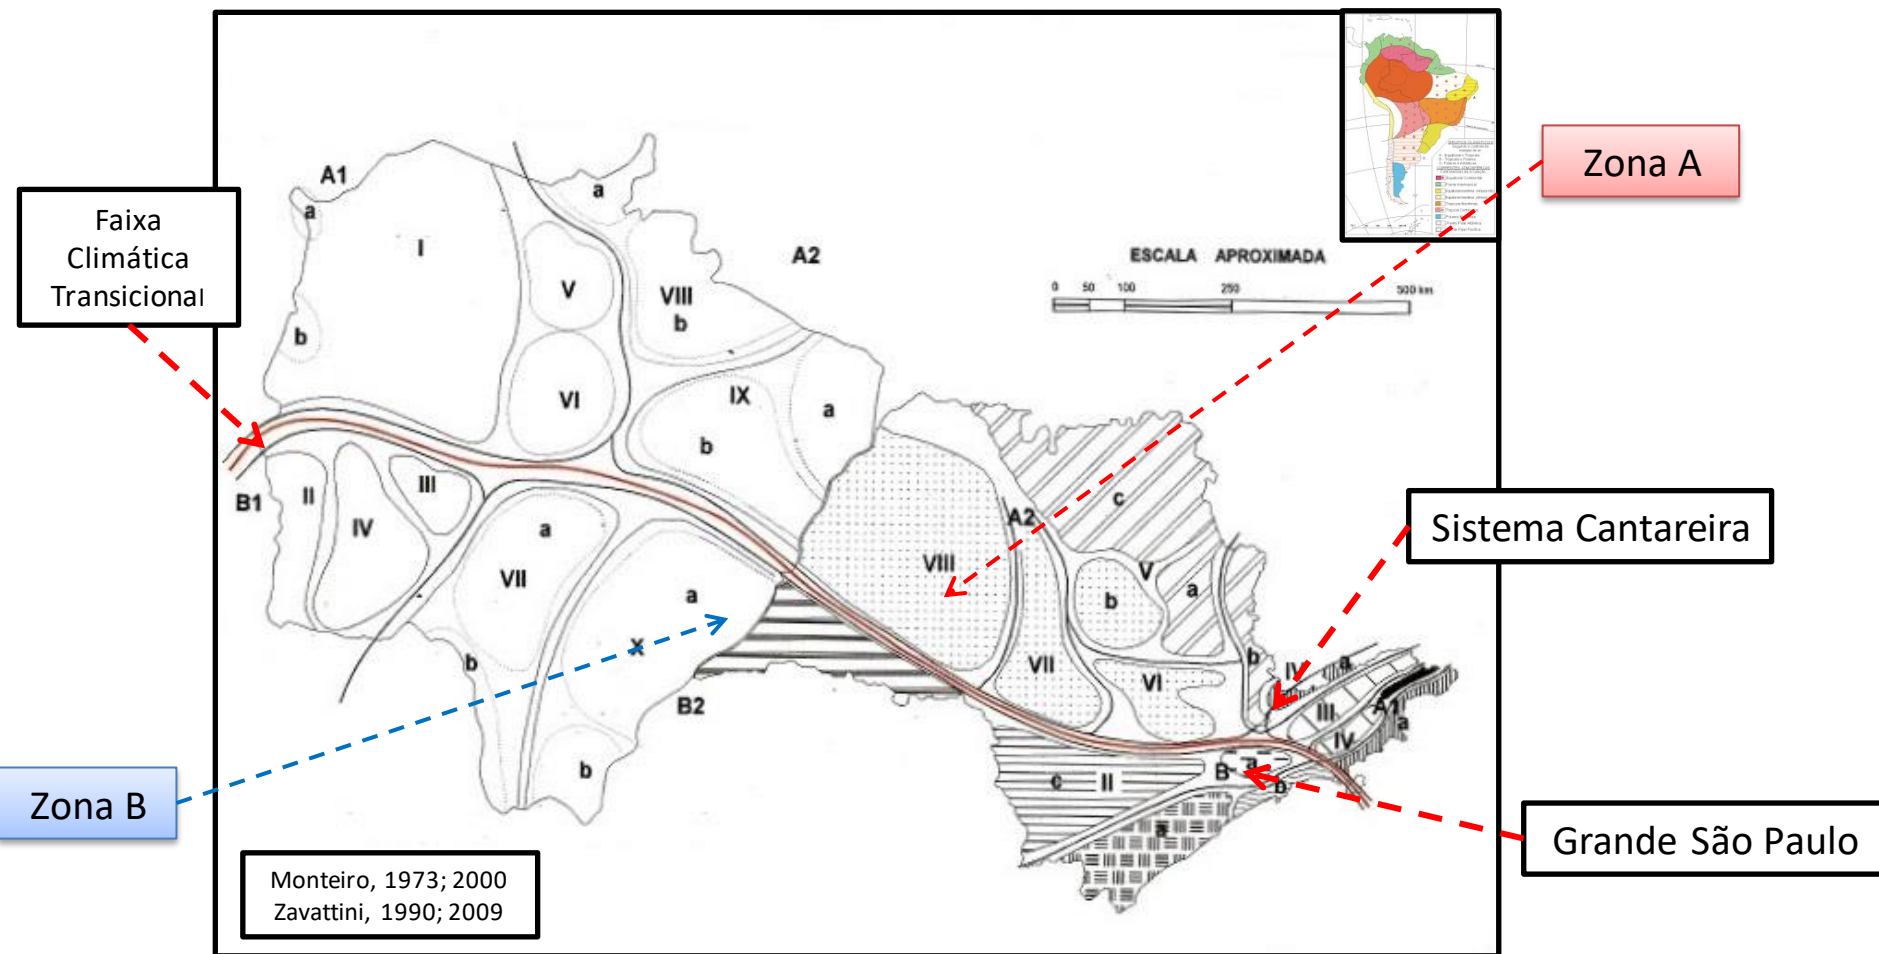 Zona A
Faixa
Climática
Transicional
A1
a
a
I
A2
ESCALA APROXIMADA
0 50 100 250 500 km
V
VIII
b
b
VI
IX
a
b
B1
II
III
IV
a
c
A2
Sistema Cantareira
VII
VIII
V
b
a
a
X
b
VII
VI
b
IV
a
III
A1
a
IV
B2
b
c II
B
a
b
a
Zona B
Grande São Paulo
Monteiro, 1973; 2000
Zavattini, 1990; 2009